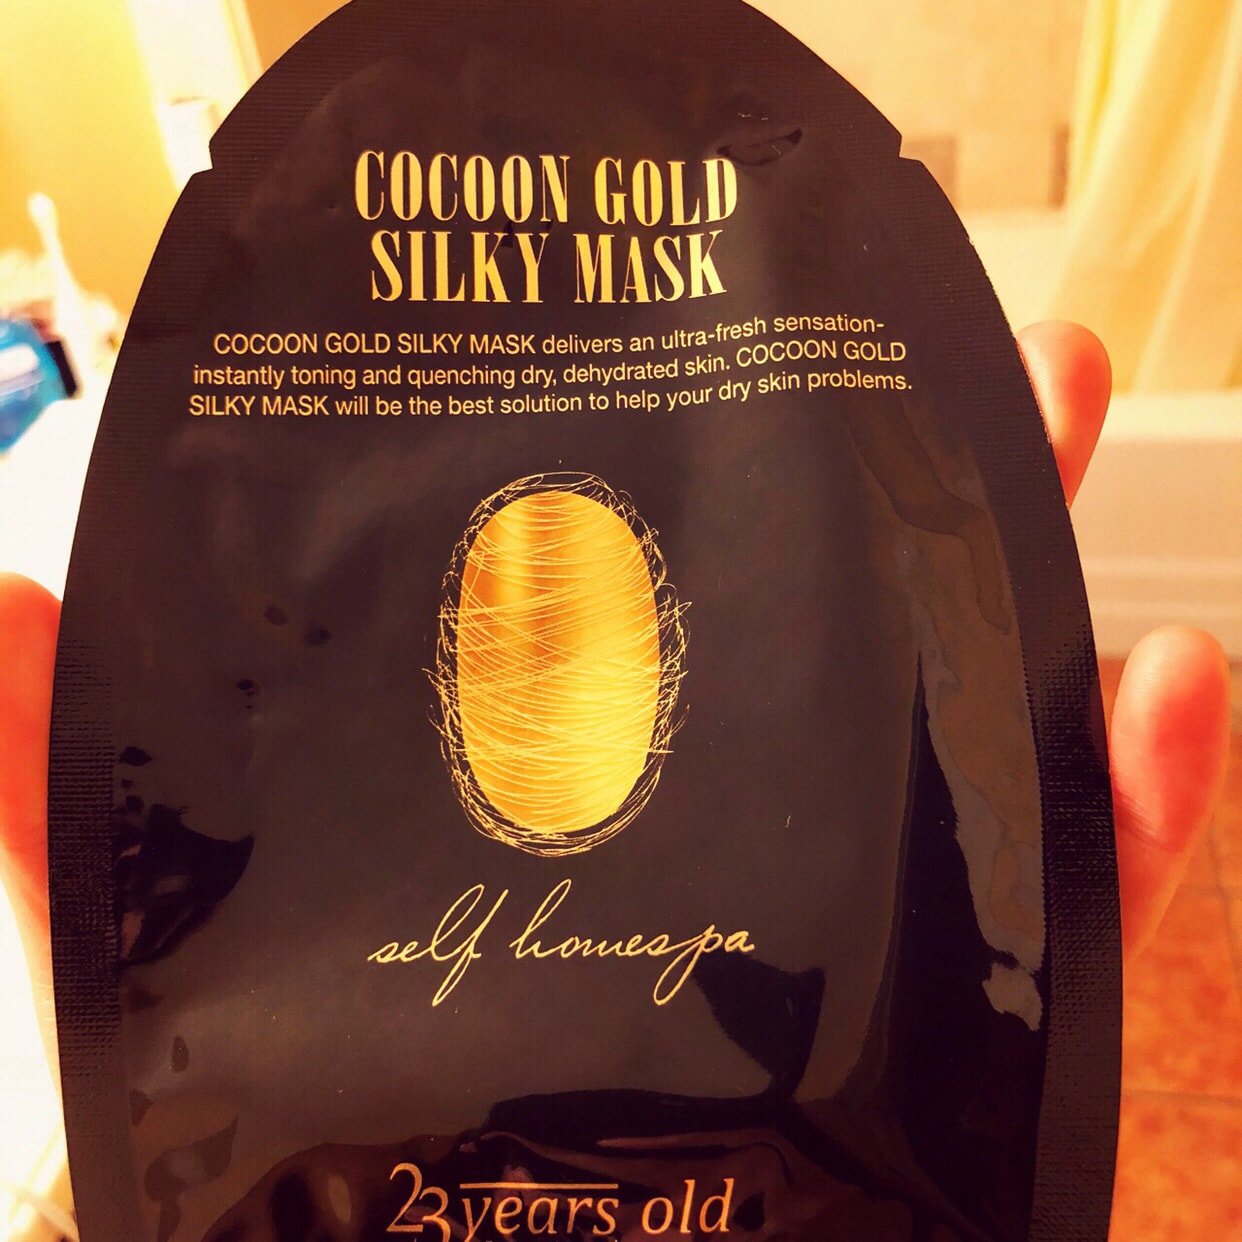 COCOON GOLD
SILKY MASK
COCOON GOLD SILKY MASK delivers an ultra-fresh sensation-
instantly toning and quenching dry, dehydrated skin. COCOON GOLD
SILKY MASK will be the best solution to help your dry skin problems.
self homespa
23 years old